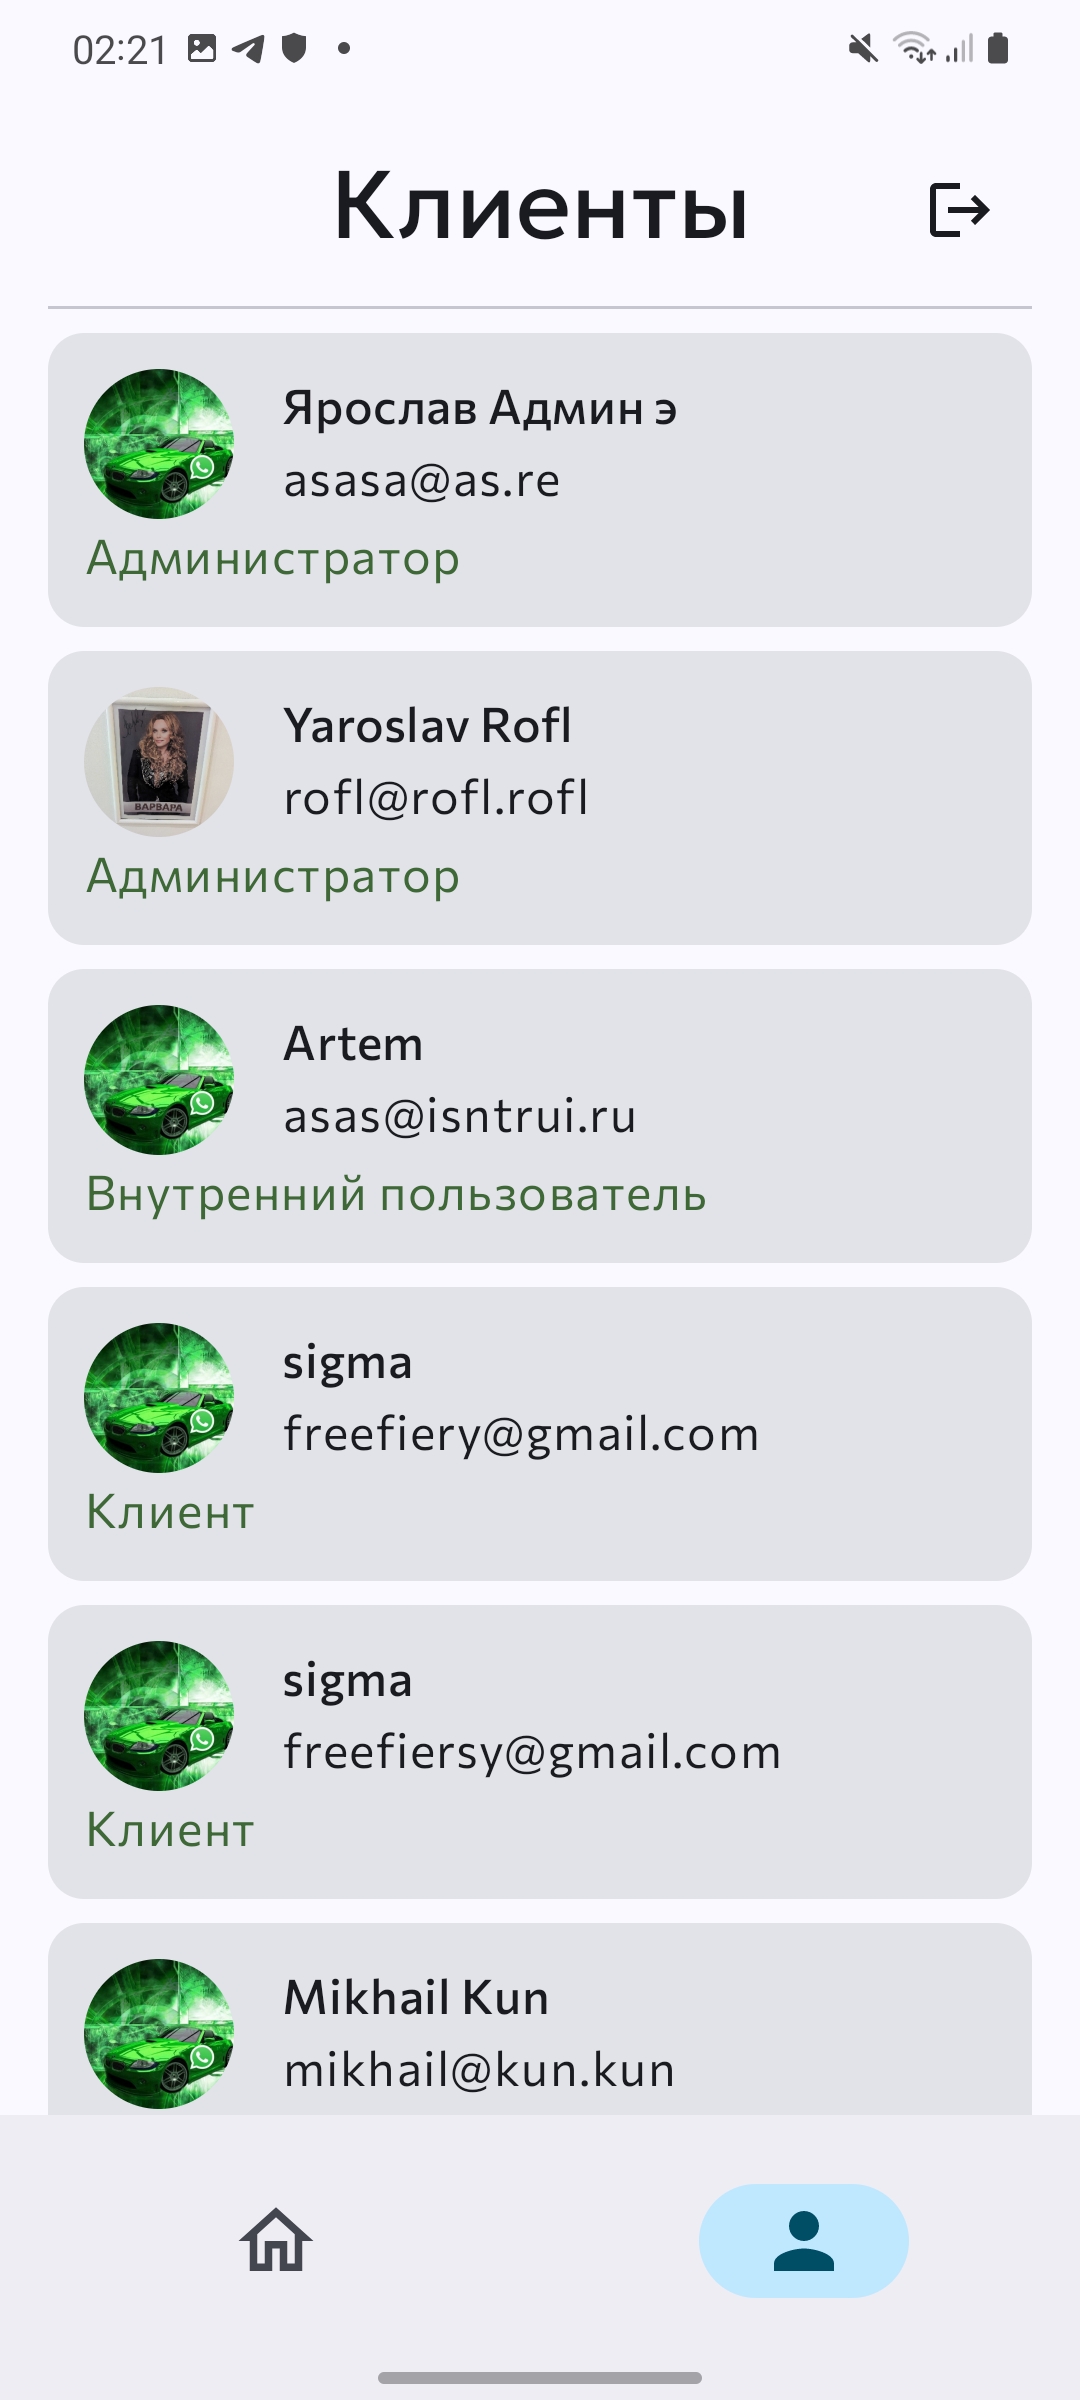 02:21
Клиенты
Ярослав Админ э
asasa@as.re
Администратор
Yaroslav Rofl
rofl@rofl.rofl
ВАРВАРА
Администратор
Artem
asas@isntrui.ru
Внутренний пользователь
sigma
freefiery@gmail.com
Клиент
sigma
freefiersy@gmail.com
Клиент
Mikhail Kun
mikhail@kun.kun